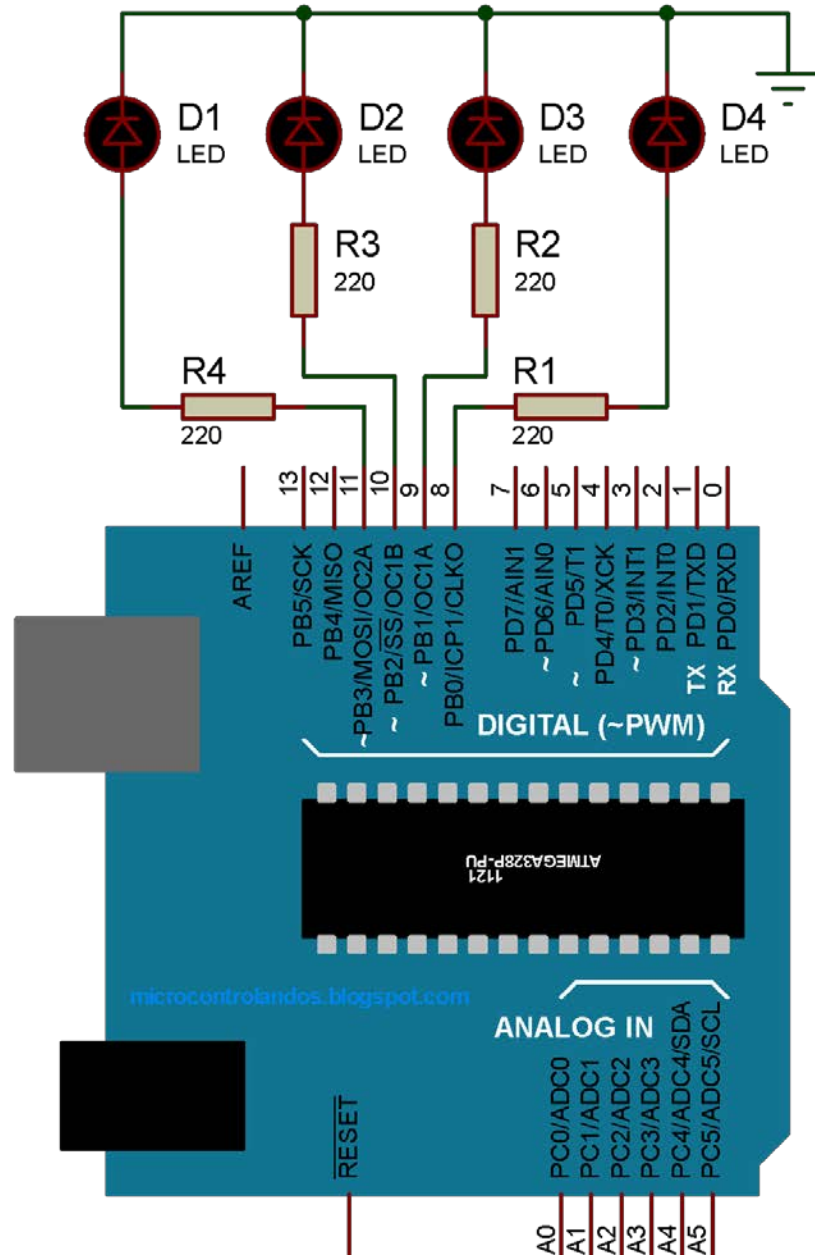 D1
LED
D2
LED
D3
LED
D4
LED
R3
220
R2
220
R4
220
R1
220
AREF
13
12
11
10
9
8
7
6
5
4
3
2
1
0
PB5/SCK
PB4/MISO
~PB3/MOSI/OC2A
~ PB2/SS/OC1B
~ PB1/OC1A
PB0/ICP1/CLKO
PD7/AIN1
~ PD6/AIN0
~ PD5/T1
PD4/T0/XCK
~ PD3/INT1
PD2/INT0
TX PD1/TXD
RX PD0/RXD
DIGITAL (~PWM)
ATMEGA328P-PU
1121
microcontrolandos.blogspot.com
ANALOG IN
RESET
PC0/ADC0
PC1/ADC1
PC2/ADC2
PC3/ADC3
PC4/ADC4/SDA
PC5/ADC5/SCL
A0
A1
A2
A3
A4
A5